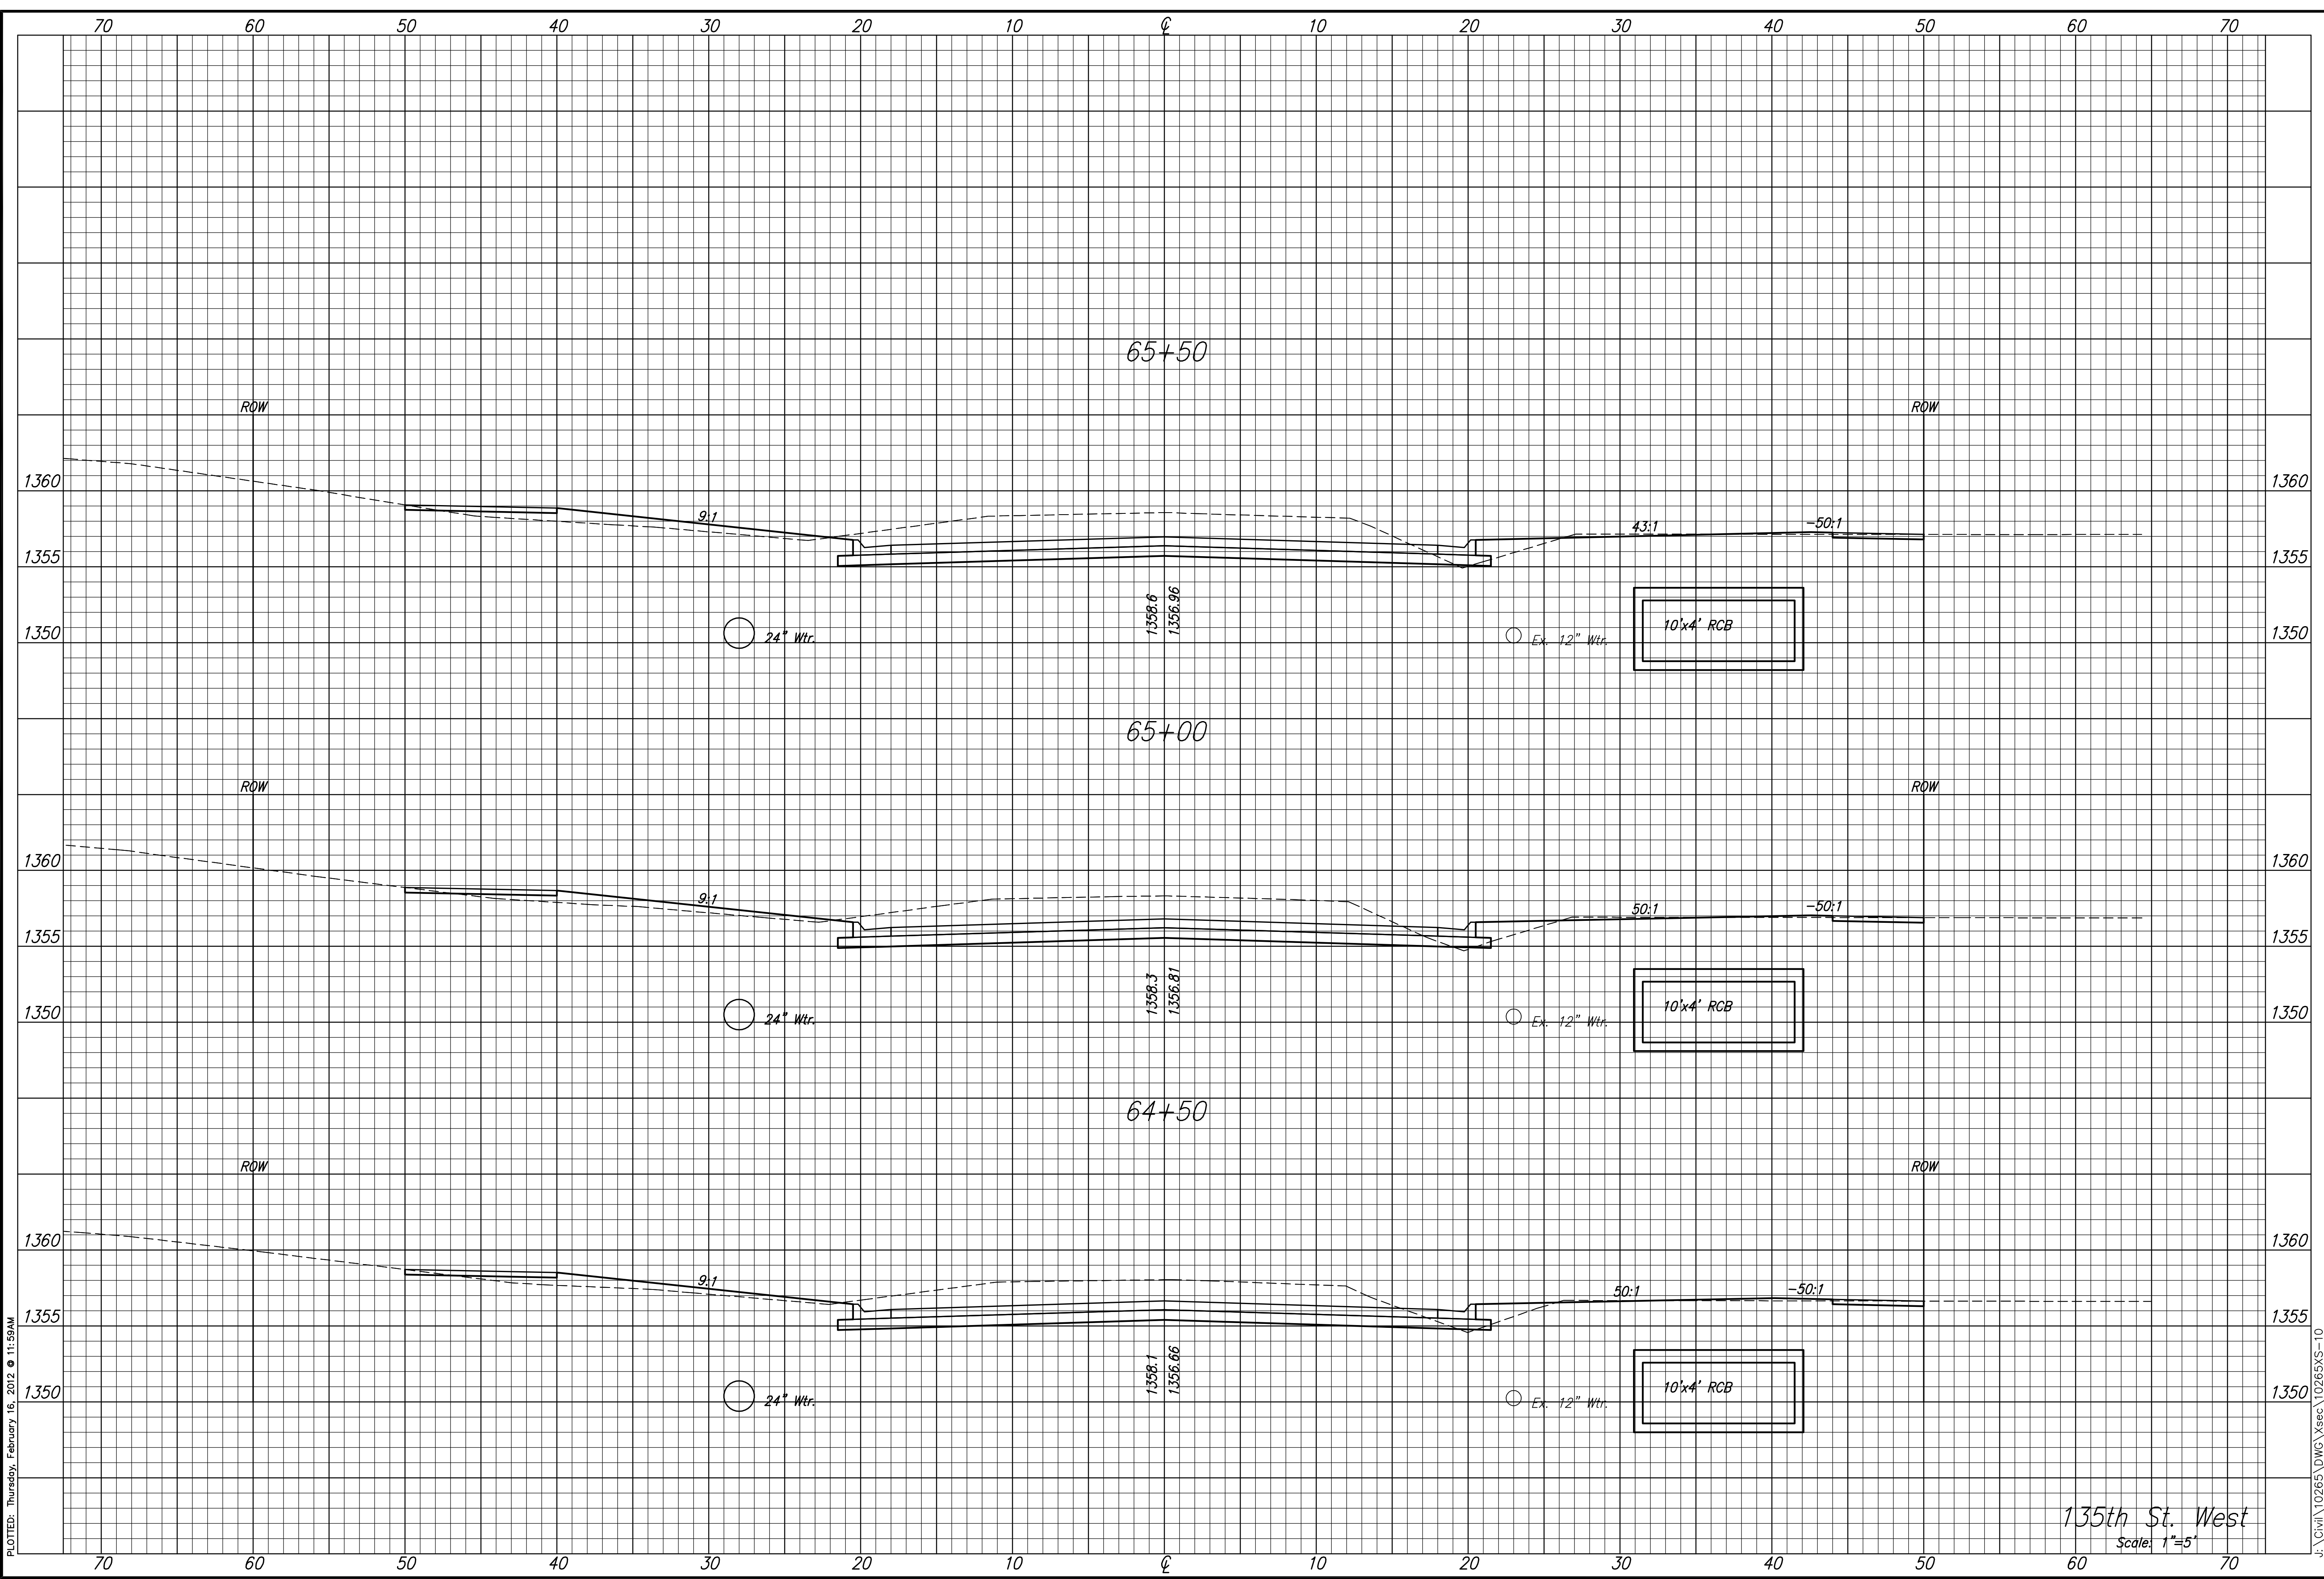 70 60 50 40 30 20 10 ℄ 10 20 30 40 50 60 70
65+50
ROW ROW
1360 1360
9:1 43:1 -50:1
1355 1355
1358.6
1356.96
1350 24" Wtr. Ex. 12" Wtr. 10'x4' RCB 1350
65+00
ROW ROW
1360 1360
9:1 50:1 -50:1
1355 1355
1358.3
1356.81
1350 24" Wtr. Ex. 12" Wtr. 10'x4' RCB 1350
64+50
ROW ROW
1360 1360
9:1 50:1 -50:1
1355 1355
1358.1
1356.66
1350 24" Wtr. Ex. 12" Wtr. 10'x4' RCB 1350
135th St. West
Scale: 1"=5'
70 60 50 40 30 20 10 ℄ 10 20 30 40 50 60 70
PLOTTED: Thursday, February 16, 2012 @ 11:59AM
J:\Civil\10265\DWG\Xsec\10265XS-10